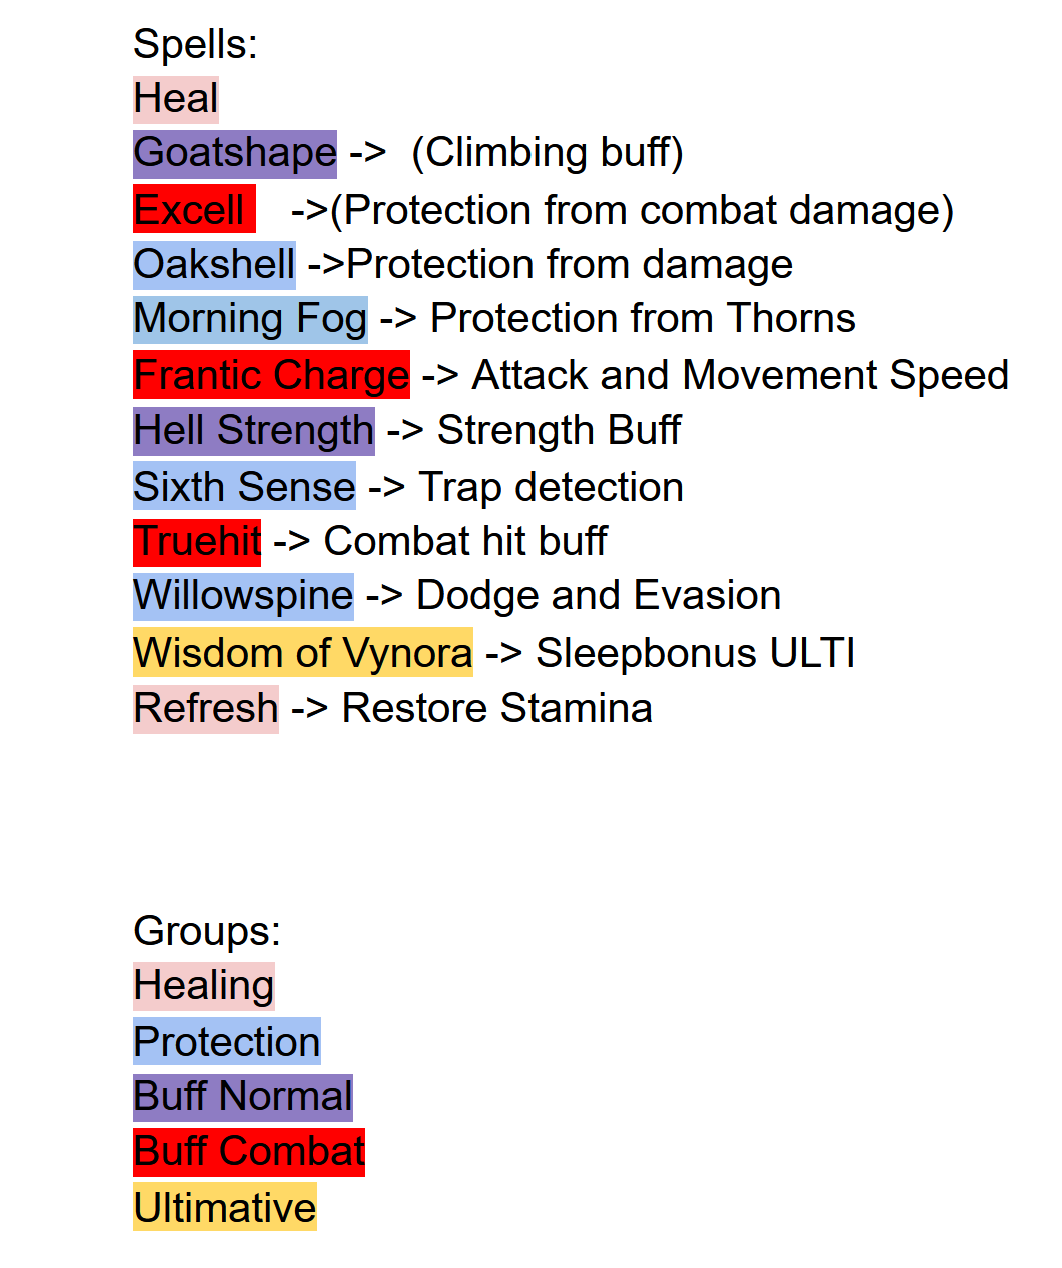 Spells:
Heal
Goatshape ->  (Climbing buff)
Excell    ->(Protection from combat damage)
Oakshell ->Protection from damage
Morning Fog -> Protection from Thorns
Frantic Charge -> Attack and Movement Speed
Hell Strength -> Strength Buff
Sixth Sense -> Trap detection
Truehit -> Combat hit buff
Willowspine -> Dodge and Evasion
Wisdom of Vynora -> Sleepbonus ULTI
Refresh -> Restore Stamina
Groups:
Healing
Protection
Buff Normal
Buff Combat
Ultimative